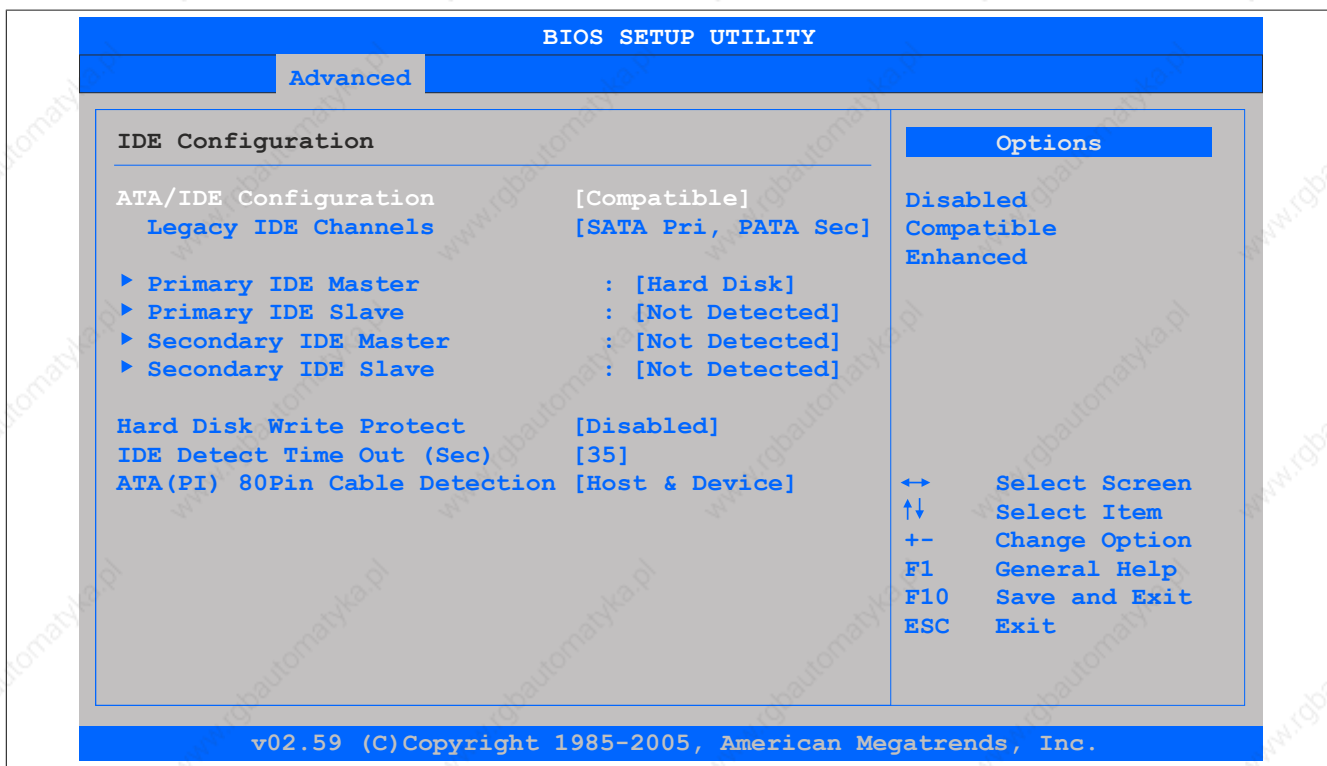 BIOS SETUP UTILITY
Advanced
IDE Configuration
ATA/IDE Configuration [Compatible]
Legacy IDE Channels [SATA Pri, PATA Sec]
Primary IDE Master : [Hard Disk]
Primary IDE Slave : [Not Detected]
Secondary IDE Master : [Not Detected]
Secondary IDE Slave : [Not Detected]
Hard Disk Write Protect [Disabled]
IDE Detect Time Out (Sec) [35]
ATA(PI) 80Pin Cable Detection [Host & Device]
Options
Disabled
Compatible
Enhanced
↔ Select Screen
↑↓ Select Item
+- Change Option
F1 General Help
F10 Save and Exit
ESC Exit
v02.59 (C)Copyright 1985-2005, American Megatrends, Inc.
www.rgbautomatyka.pl